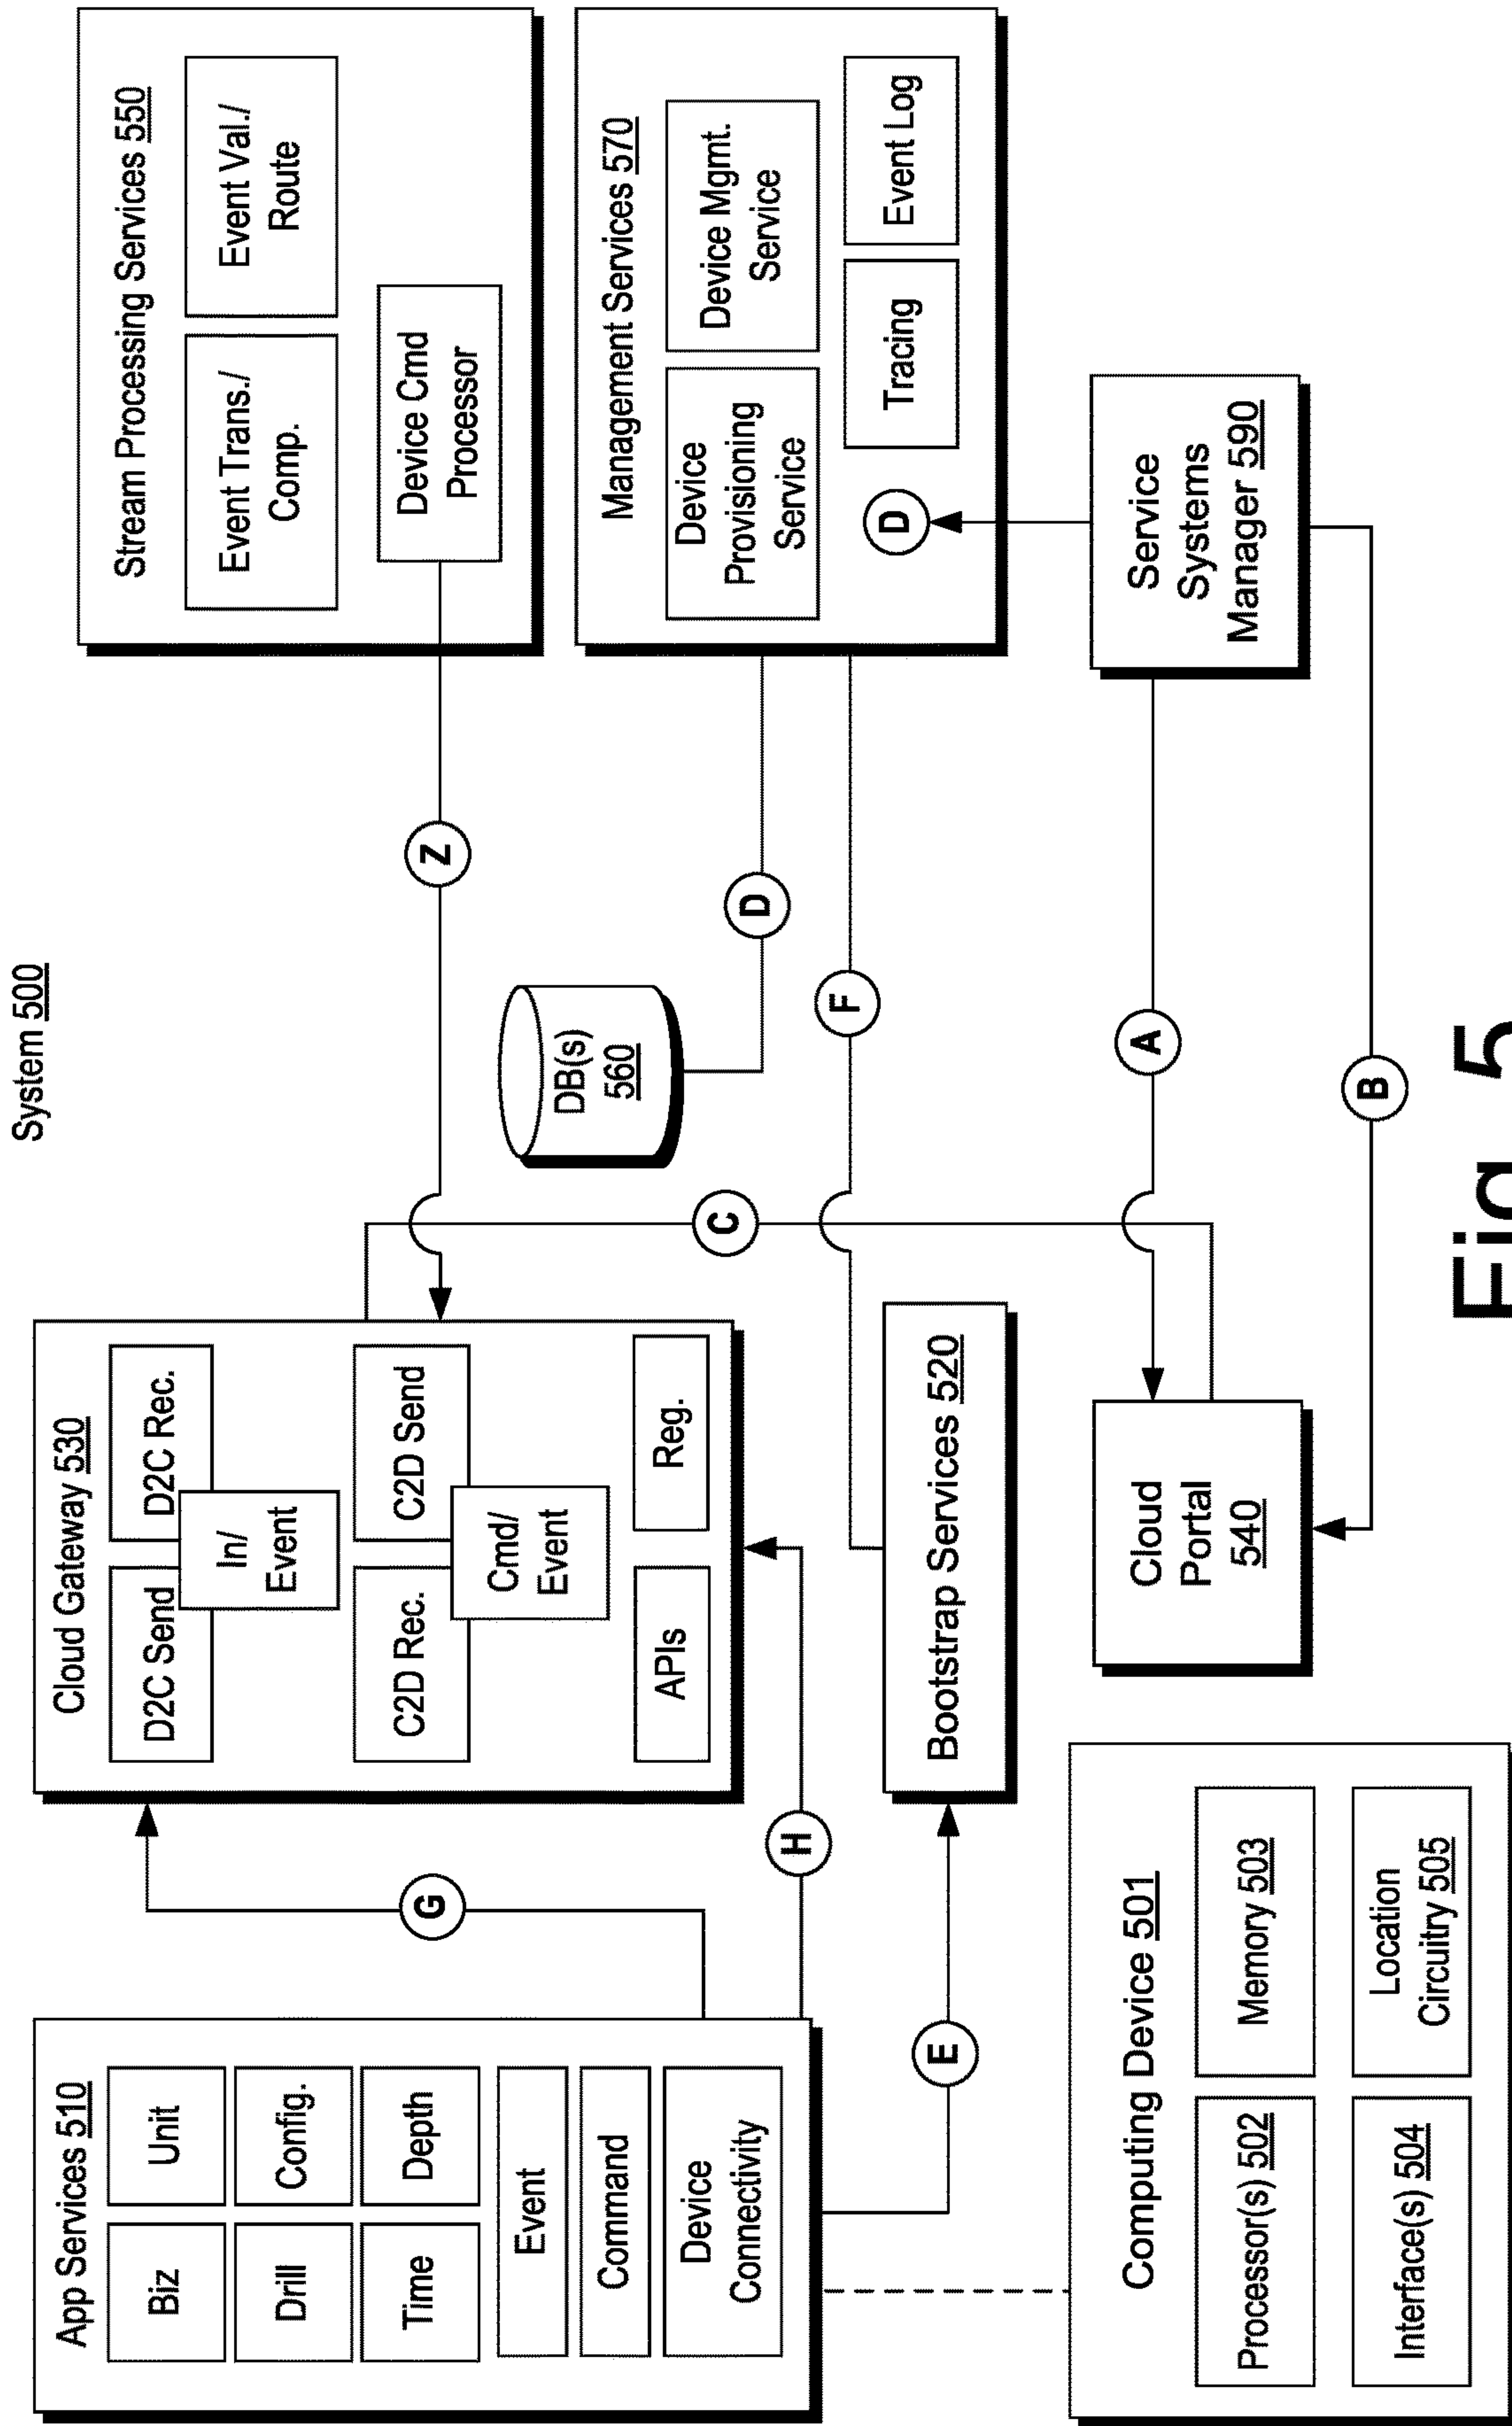 System 500
App Services 510
Biz
Unit
Drill
Config.
Time
Depth
Event
Command
Device
Connectivity
G
H
E
Computing Device 501
Processor(s) 502
Memory 503
Interface(s) 504
Location
Circuitry 505
Cloud Gateway 530
D2C Send
D2C Rec.
In/
Event
C2D Rec.
C2D Send
Cmd/
Event
APIs
Reg.
Bootstrap Services 520
Cloud
Portal
540
C
DB(s)
560
Z
D
F
A
B
Stream Processing Services 550
Event Trans./
Comp.
Event Val./
Route
Device Cmd
Processor
Management Services 570
Device
Provisioning
Service
Device Mgmt.
Service
D
Tracing
Event Log
Service
Systems
Manager 590
Fig. 5